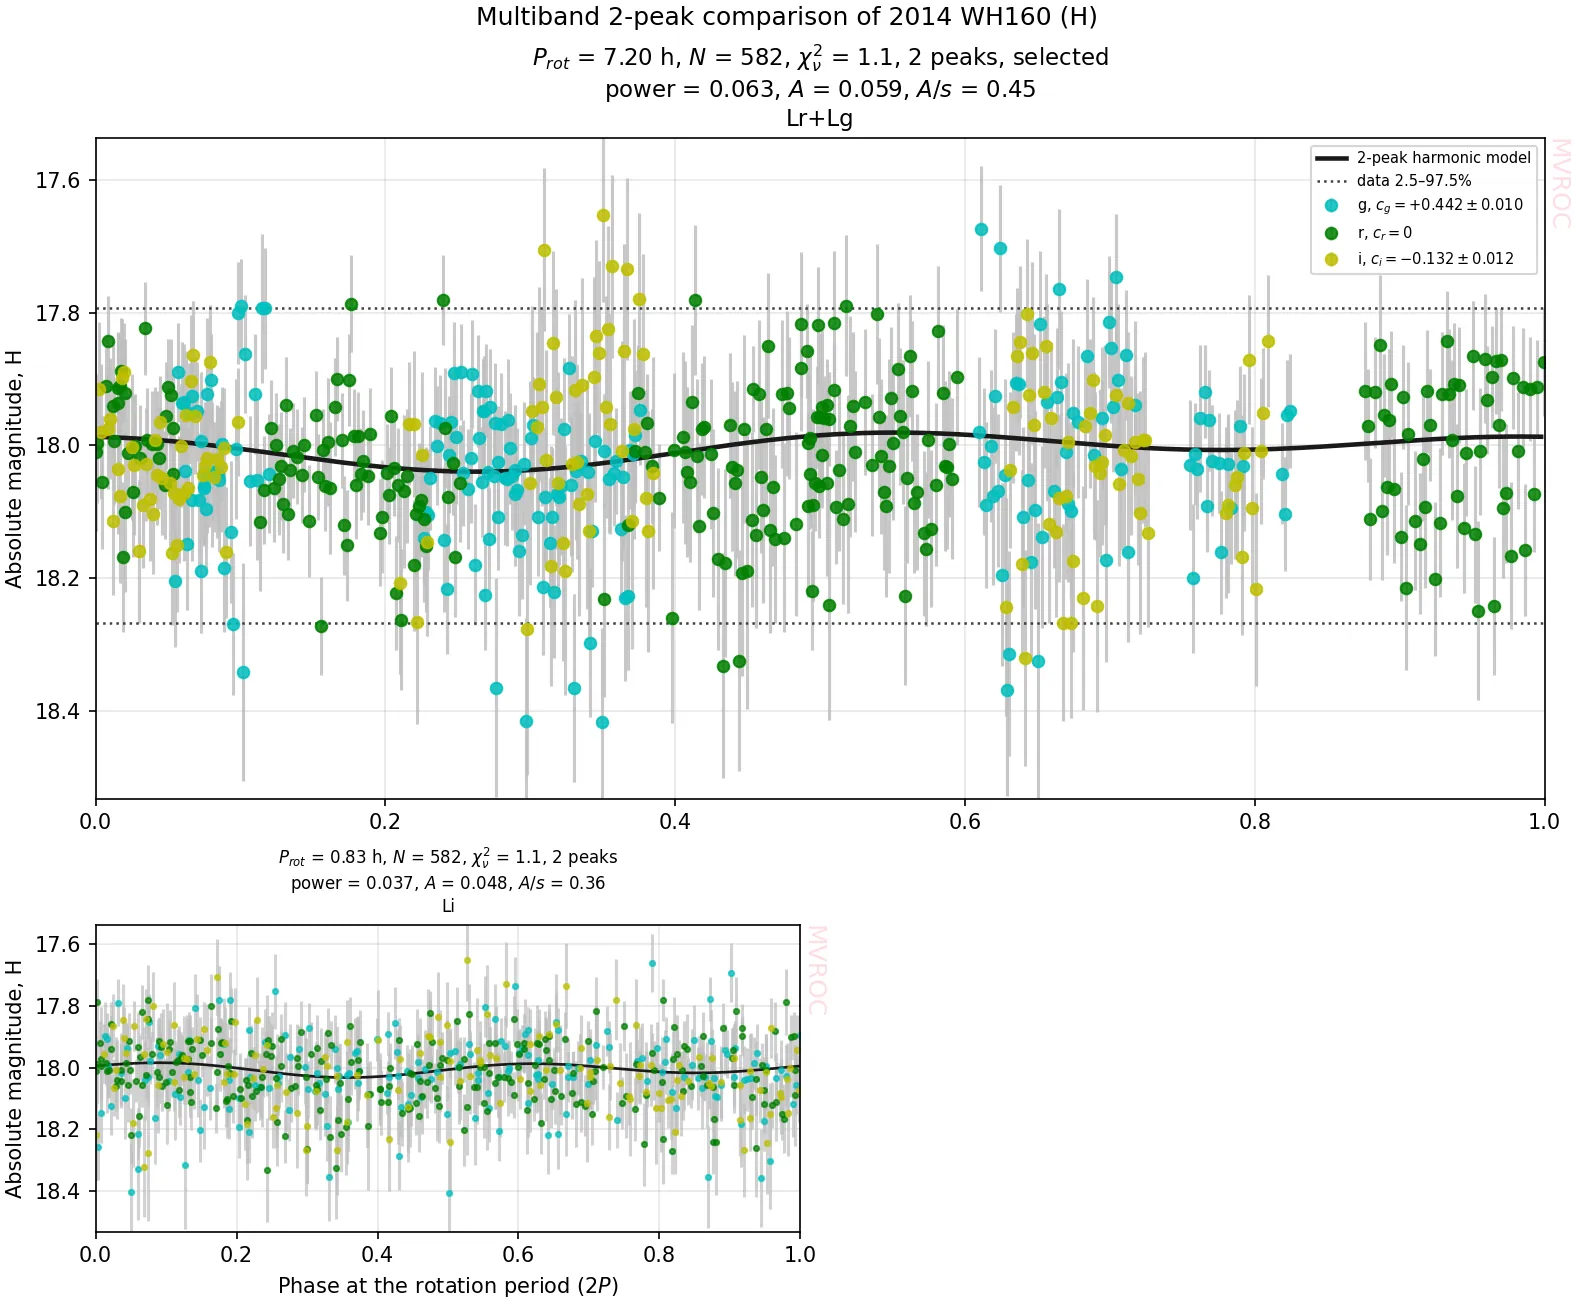 Multiband 2-peak comparison of 2014 WH160 (H)
P_rot = 7.20 h, N = 582, χ²_ν = 1.1, 2 peaks, selected
power = 0.063, A = 0.059, A/s = 0.45
Lr+Lg
2-peak harmonic model
data 2.5–97.5%
g, c_g = +0.442 ± 0.010
r, c_r = 0
i, c_i = −0.132 ± 0.012
MVROC
Absolute magnitude, H
17.6
17.8
18.0
18.2
18.4
0.0 0.2 0.4 0.6 0.8 1.0
P_rot = 0.83 h, N = 582, χ²_ν = 1.1, 2 peaks
power = 0.037, A = 0.048, A/s = 0.36
Li
MVROC
Absolute magnitude, H
17.6
17.8
18.0
18.2
18.4
0.0 0.2 0.4 0.6 0.8 1.0
Phase at the rotation period (2P)